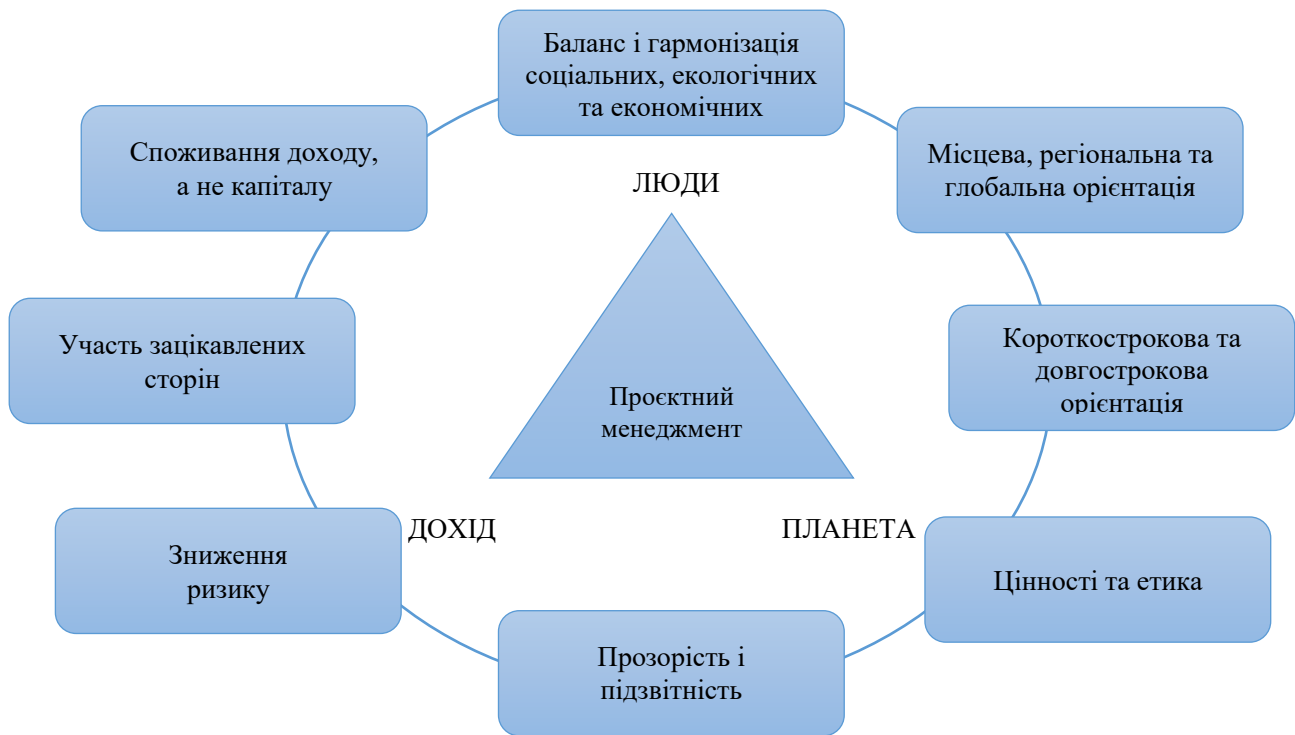 Баланс і гармонізація
соціальних, екологічних
та економічних
Споживання доходу,
а не капіталу
Місцева, регіональна та
глобальна орієнтація
ЛЮДИ
Участь зацікавлених
сторін
Короткострокова та
довгострокова
орієнтація
Проєктний
менеджмент
ДОХІД
ПЛАНЕТА
Зниження
ризику
Цінності та етика
Прозорість і
підзвітність